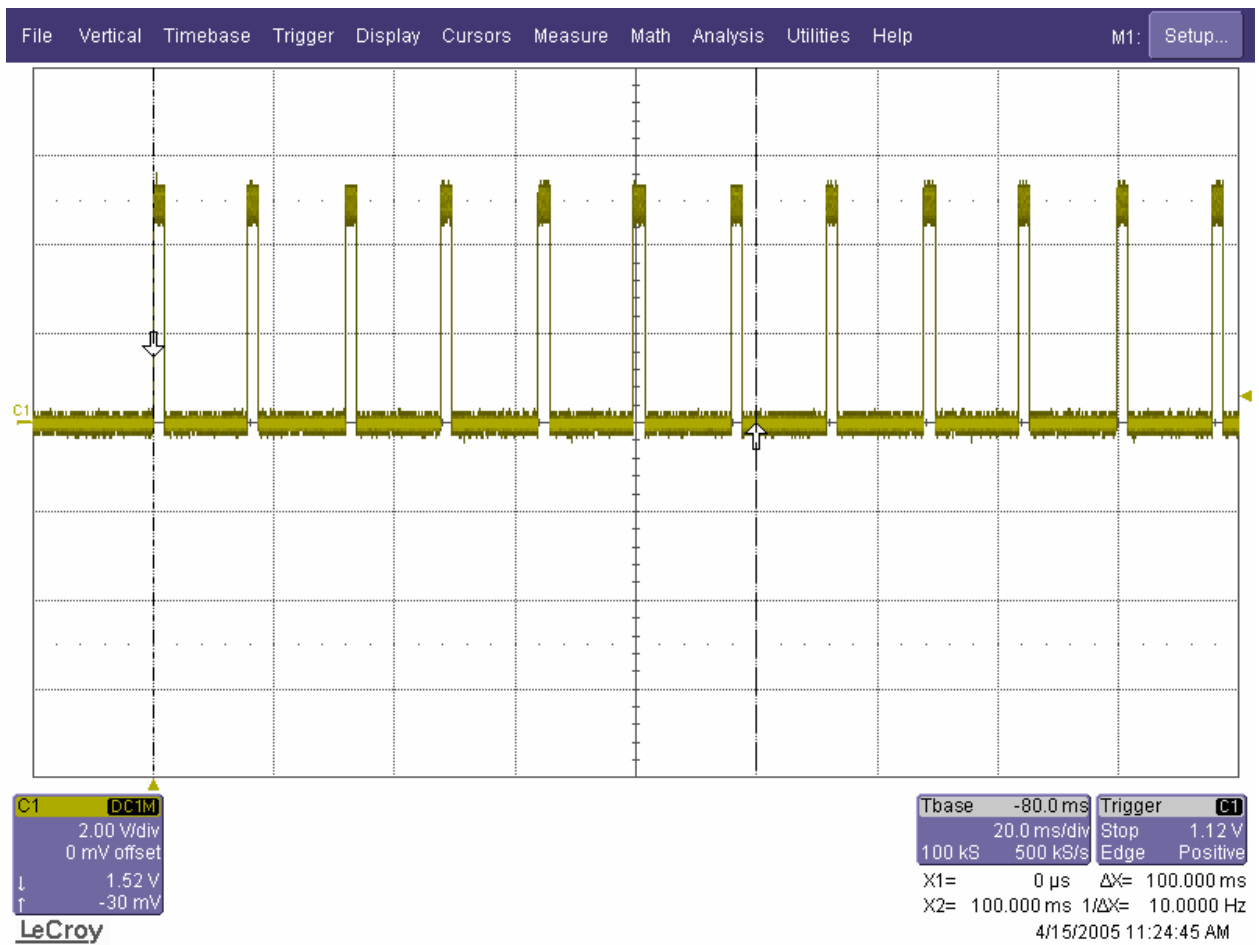 File Vertical Timebase Trigger Display Cursors Measure Math Analysis Utilities Help M1: Setup...
C1
C1 DC1M
2.00 V/div
0 mV offset
↓ 1.52 V
↑ -30 mV
LeCroy
Tbase -80.0 ms
20.0 ms/div
100 kS 500 kS/s
Trigger C1
Stop 1.12 V
Edge Positive
X1= 0 µs ΔX= 100.000 ms
X2= 100.000 ms 1/ΔX= 10.0000 Hz
4/15/2005 11:24:45 AM